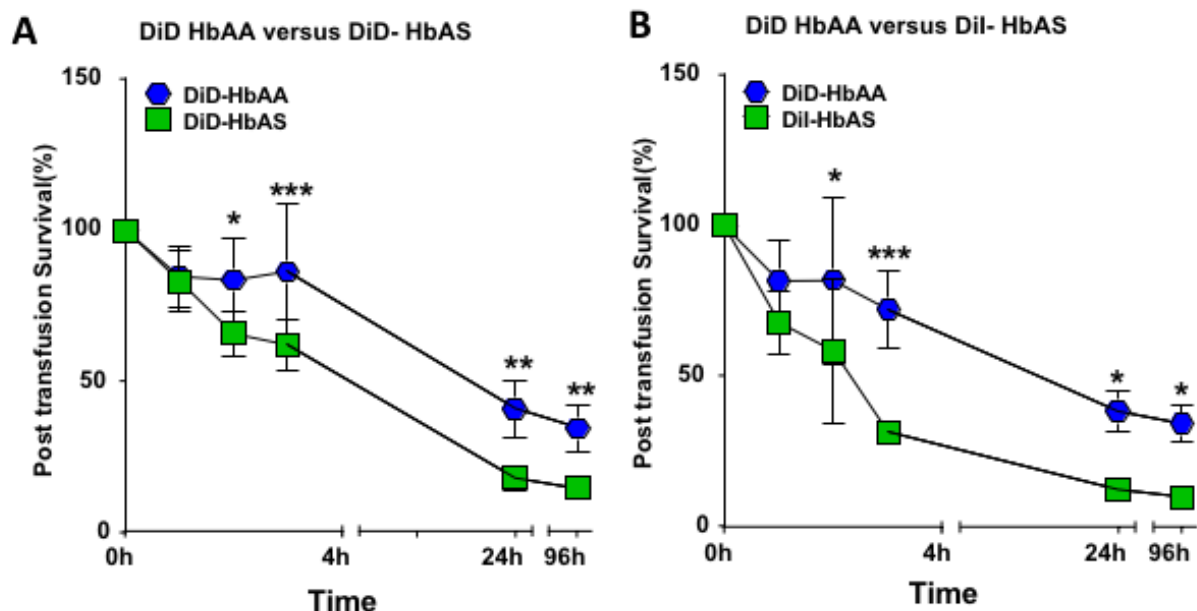 A
DiD HbAA versus DiD- HbAS
150
DiD-HbAA
DiD-HbAS
Post transfusion Survival(%)
100
50
0
*
***
**
**
0h
4h
24h
96h
Time
B
DiD HbAA versus DiI- HbAS
150
DiD-HbAA
DiI-HbAS
Post transfusion Survival(%)
100
50
0
*
***
*
*
0h
4h
24h
96h
Time